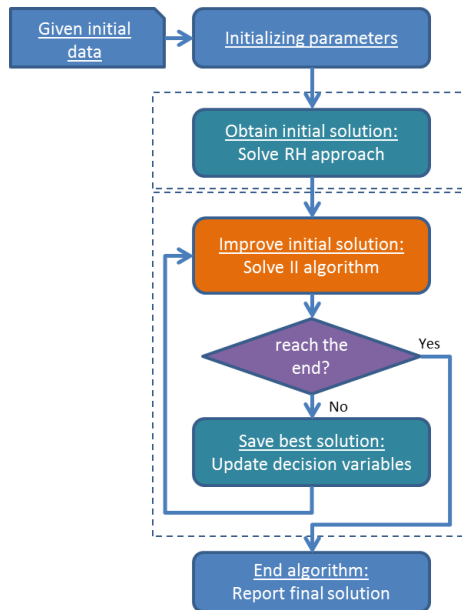 Given initial
data
Initializing parameters
Obtain initial solution:
Solve RH approach
Improve initial solution:
Solve II algorithm
reach the
end?
Yes
No
Save best solution:
Update decision variables
End algorithm:
Report final solution